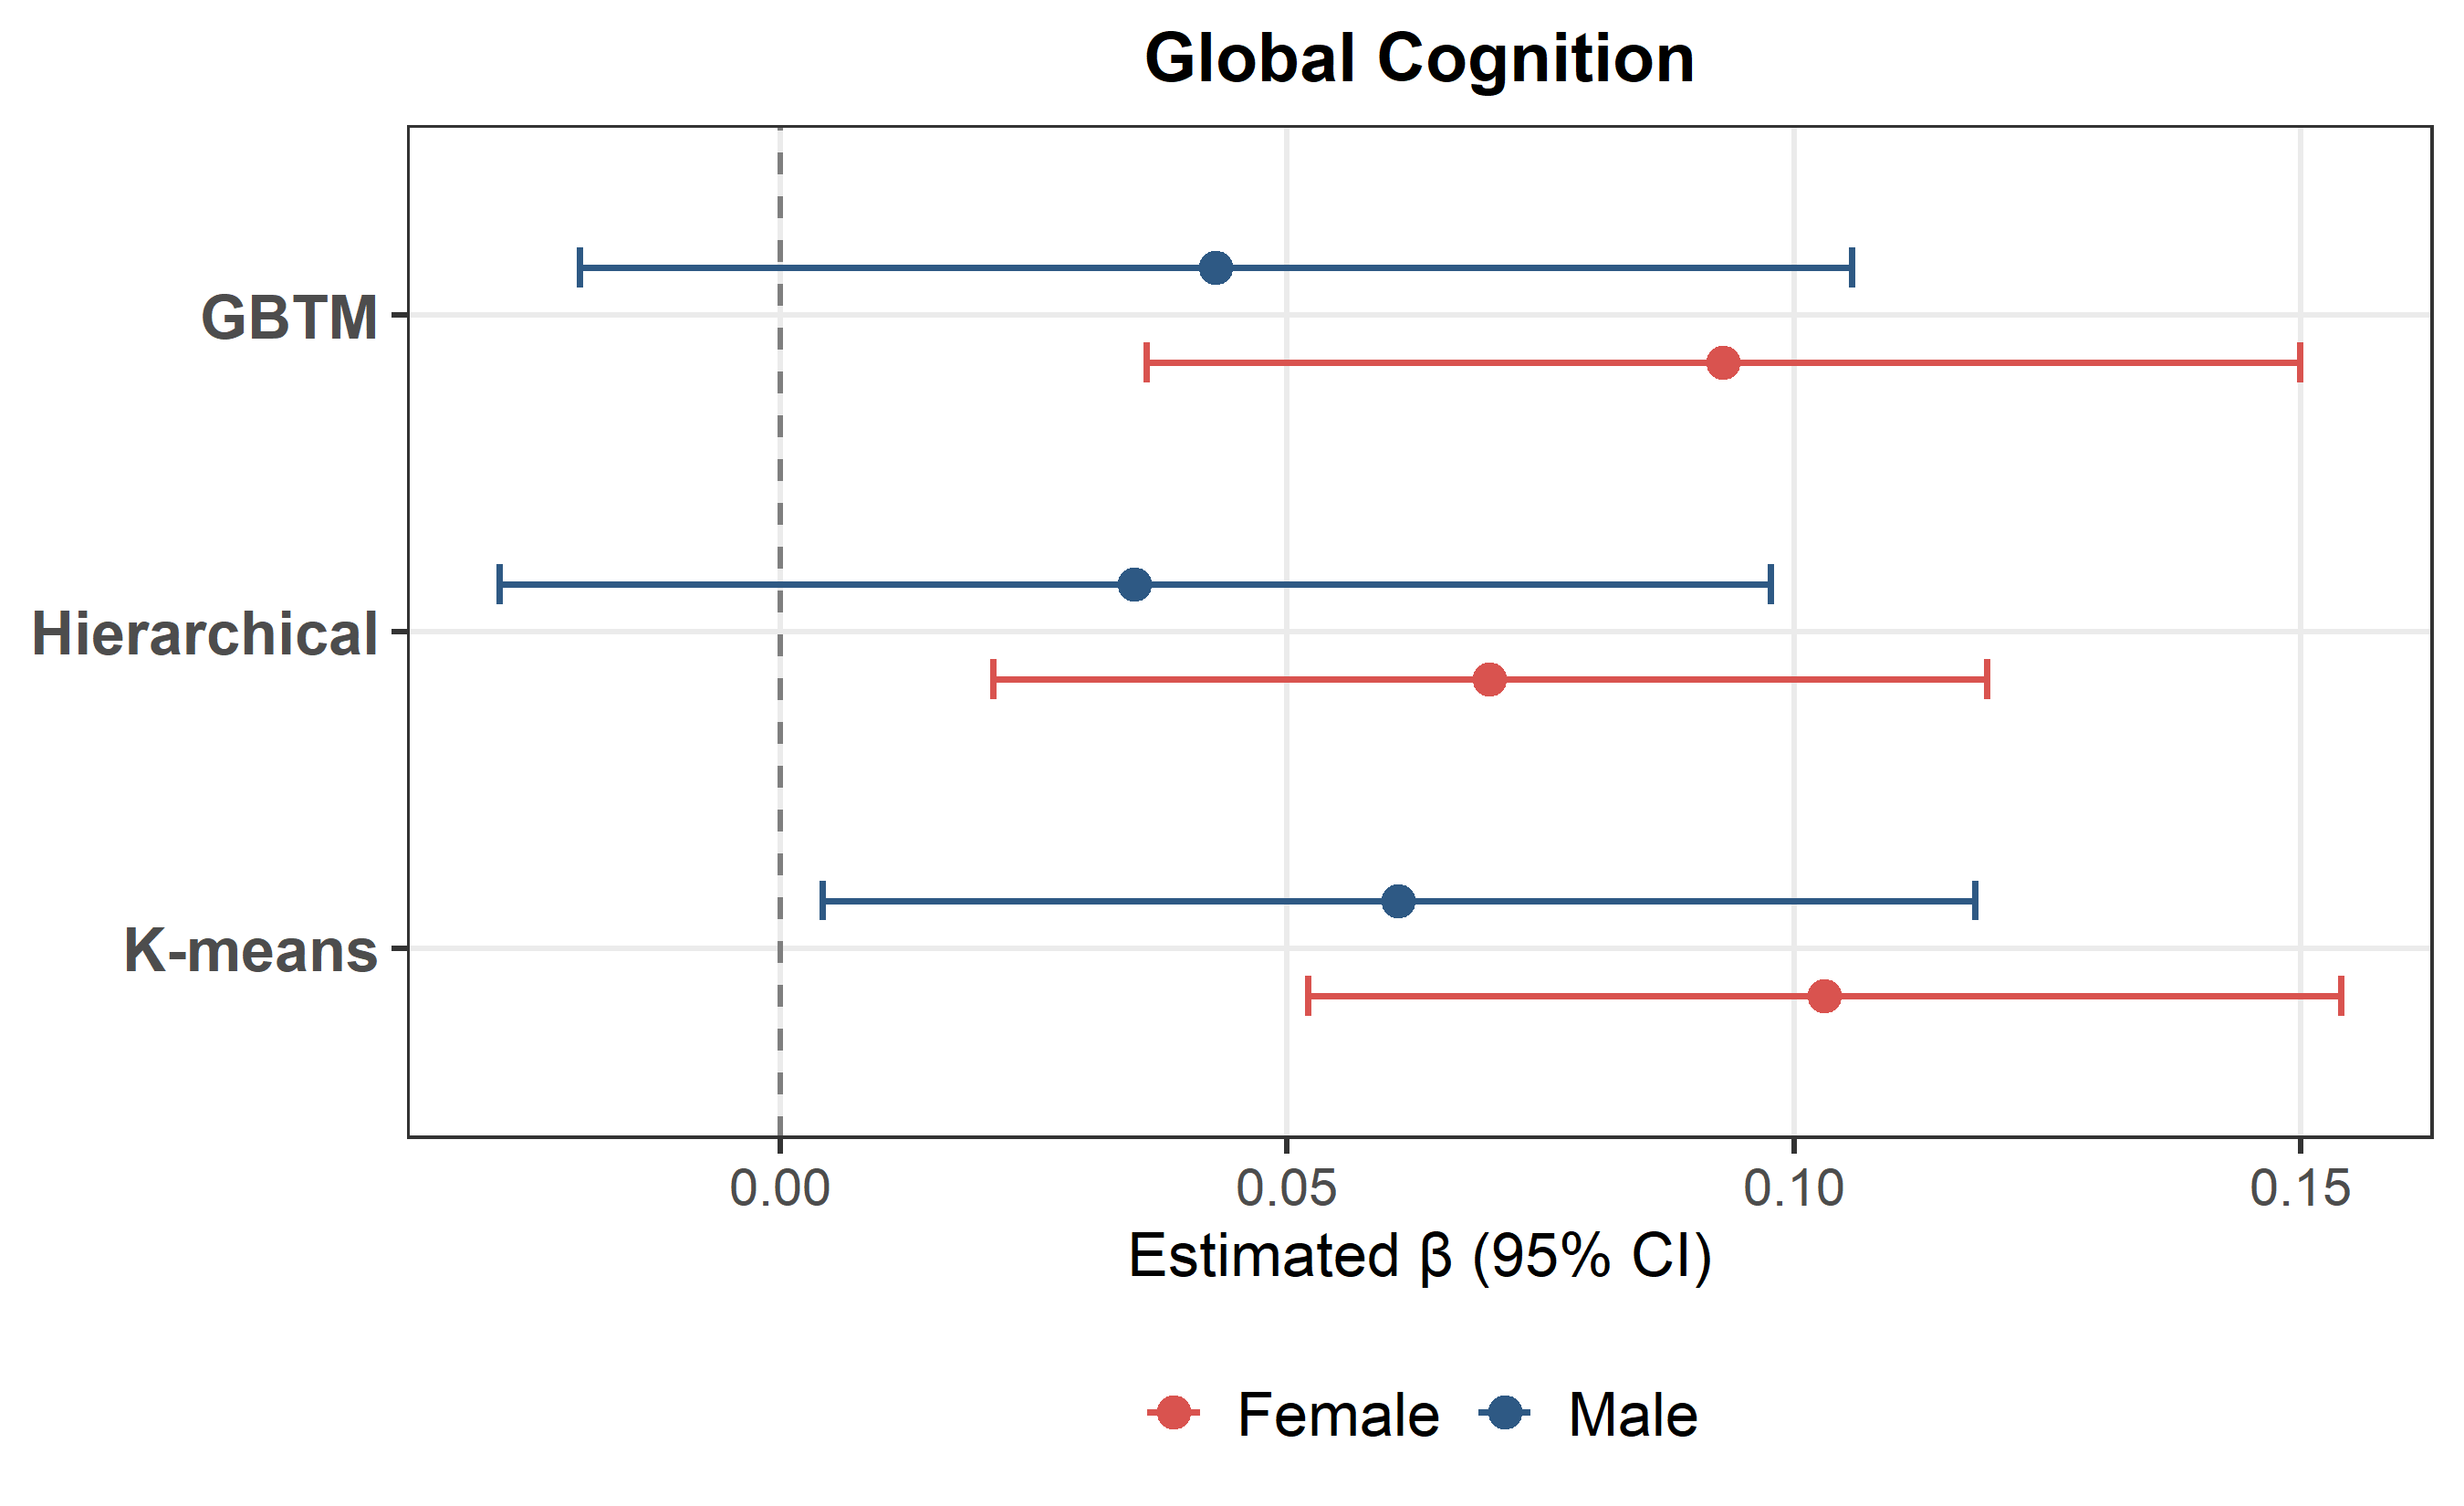 Global Cognition
GBTM
Hierarchical
K-means
0.00 0.05 0.10 0.15
Estimated β (95% CI)
Female Male